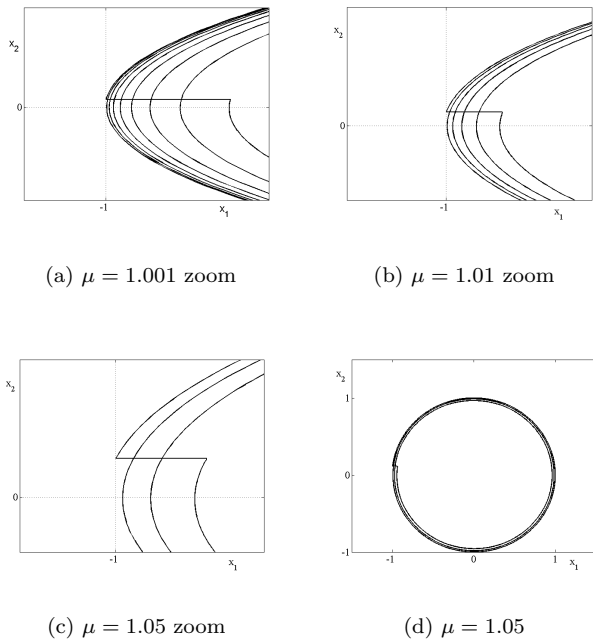 x₂
0
-1
x₁
(a) μ = 1.001 zoom
x₂
0
-1
x₁
(b) μ = 1.01 zoom
x₂
0
-1
x₁
(c) μ = 1.05 zoom
x₂
1
0
-1
-1
0
1
x₁
(d) μ = 1.05